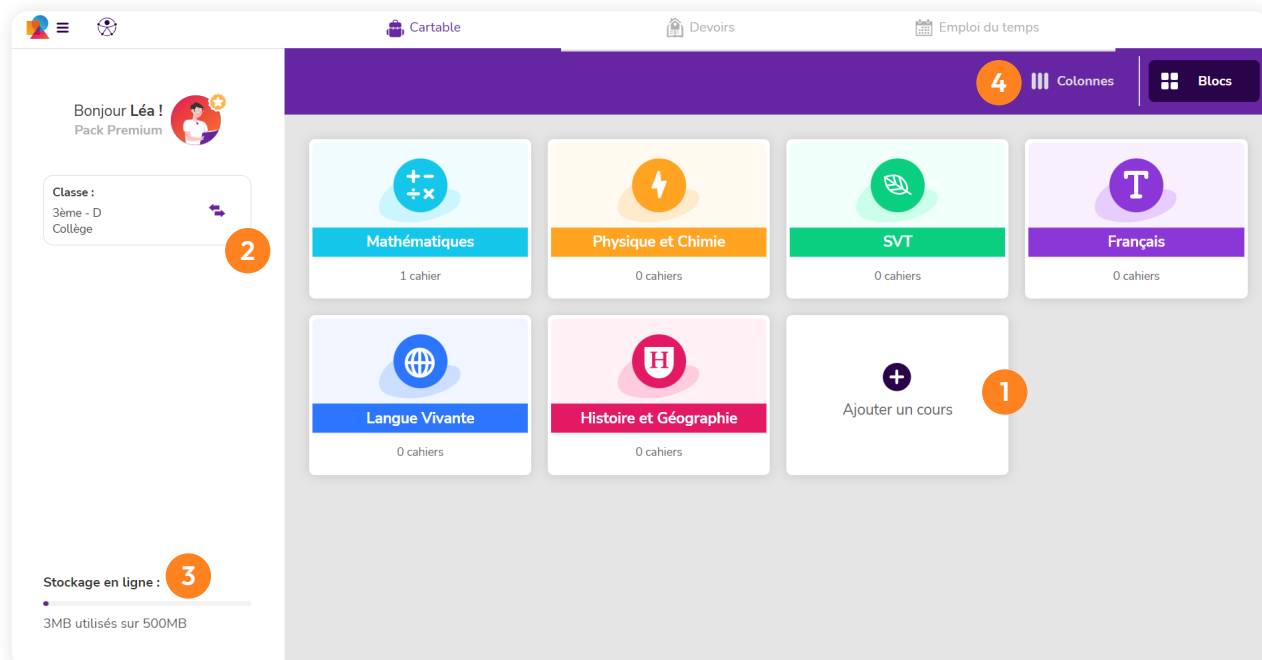 Cartable
Devoirs
Emploi du temps
4
Colonnes
Blocs
Bonjour Léa !
Pack Premium
Classe :
3ème - D
Collège
2
Mathématiques
1 cahier
Physique et Chimie
0 cahiers
SVT
0 cahiers
T
Français
0 cahiers
Langue Vivante
0 cahiers
H
Histoire et Géographie
0 cahiers
Ajouter un cours
1
Stockage en ligne :
3
3MB utilisés sur 500MB